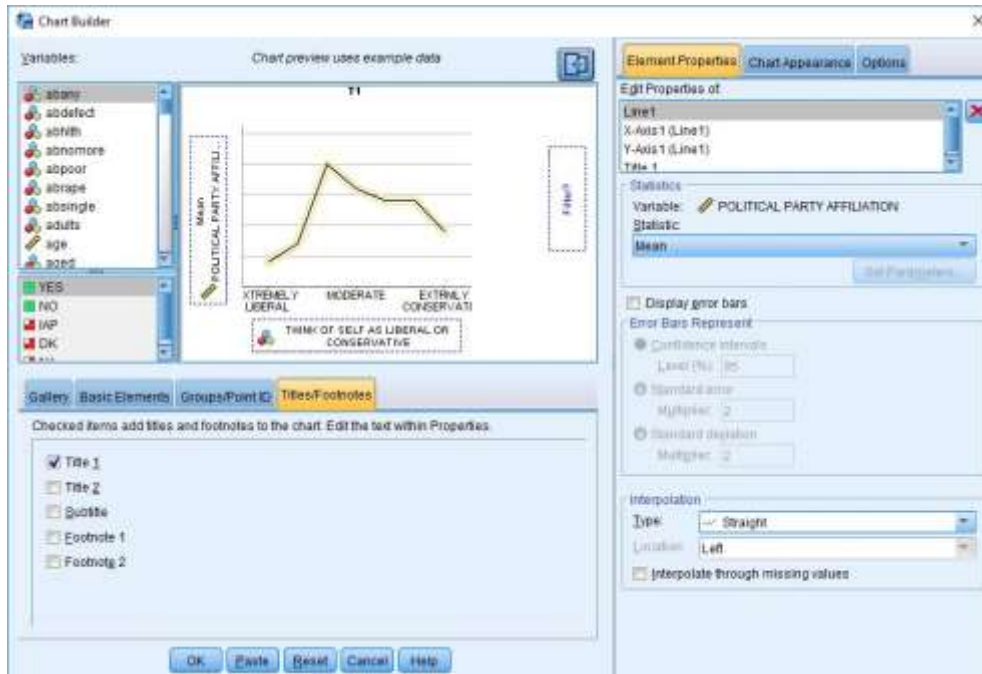 Chart Builder
Variables:
Chart preview uses example data
abany
abdefect
abhlth
abnomore
abpoor
abrape
absingle
adults
age
aged
YES
NO
IAP
DK
T1
Mean
POLITICAL PARTY AFFILI...
Filter?
XTREMELY
LIBERAL
MODERATE
EXTRMLY
CONSERVATI
THINK OF SELF AS LIBERAL OR
CONSERVATIVE
Gallery Basic Elements Groups/Point ID Titles/Footnotes
Checked items add titles and footnotes to the chart. Edit the text within Properties.
Title 1
Title 2
Subtitle
Footnote 1
Footnote 2
OK Paste Reset Cancel Help
Element Properties Chart Appearance Options
Edit Properties of:
Line1
X-Axis1 (Line1)
Y-Axis1 (Line1)
Title 1
Statistics
Variable: POLITICAL PARTY AFFILIATION
Statistic:
Mean
Set Parameters...
Display error bars
Error Bars Represent
Confidence intervals
Level (%): 95
Standard error
Multiplier: 2
Standard deviation
Multiplier: 2
Interpolation
Type: Straight
Location: Left
Interpolate through missing values